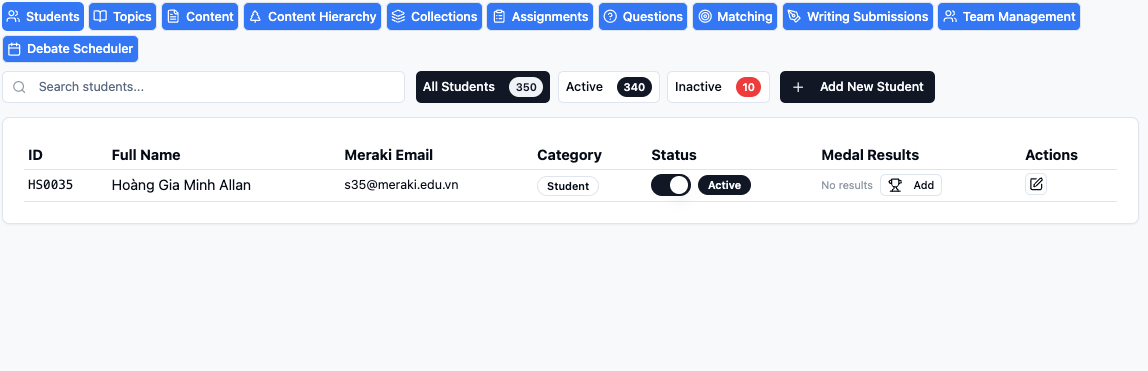 Students Topics Content Content Hierarchy Collections Assignments Questions Matching Writing Submissions Team Management
Debate Scheduler
Search students... All Students 350 Active 340 Inactive 10 + Add New Student
ID Full Name Meraki Email Category Status Medal Results Actions
HS0035 Hoàng Gia Minh Allan s35@meraki.edu.vn Student Active No results Add